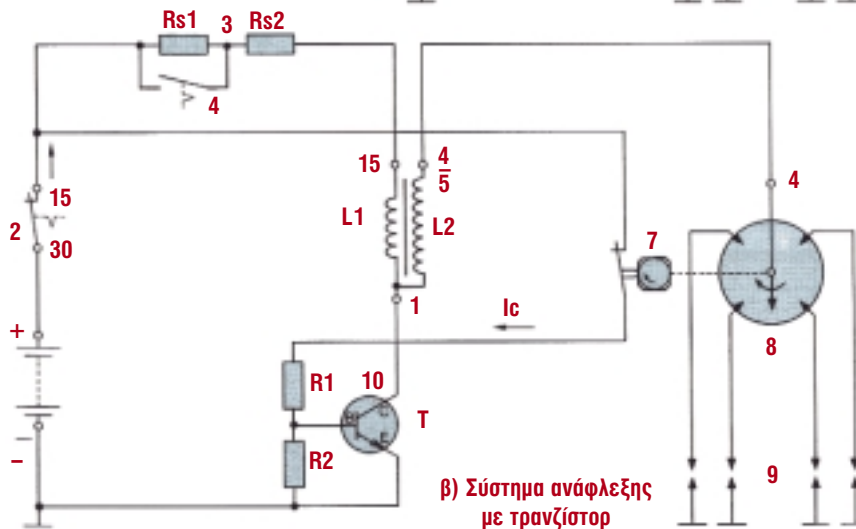 Rs1 3 Rs2
4
15 4/5 4
15
2 L1 L2 7
30
1
Ic
+ 8
R1 10
B C T
E
– R2
–
9
β) Σύστημα ανάφλεξης
με τρανζίστορ